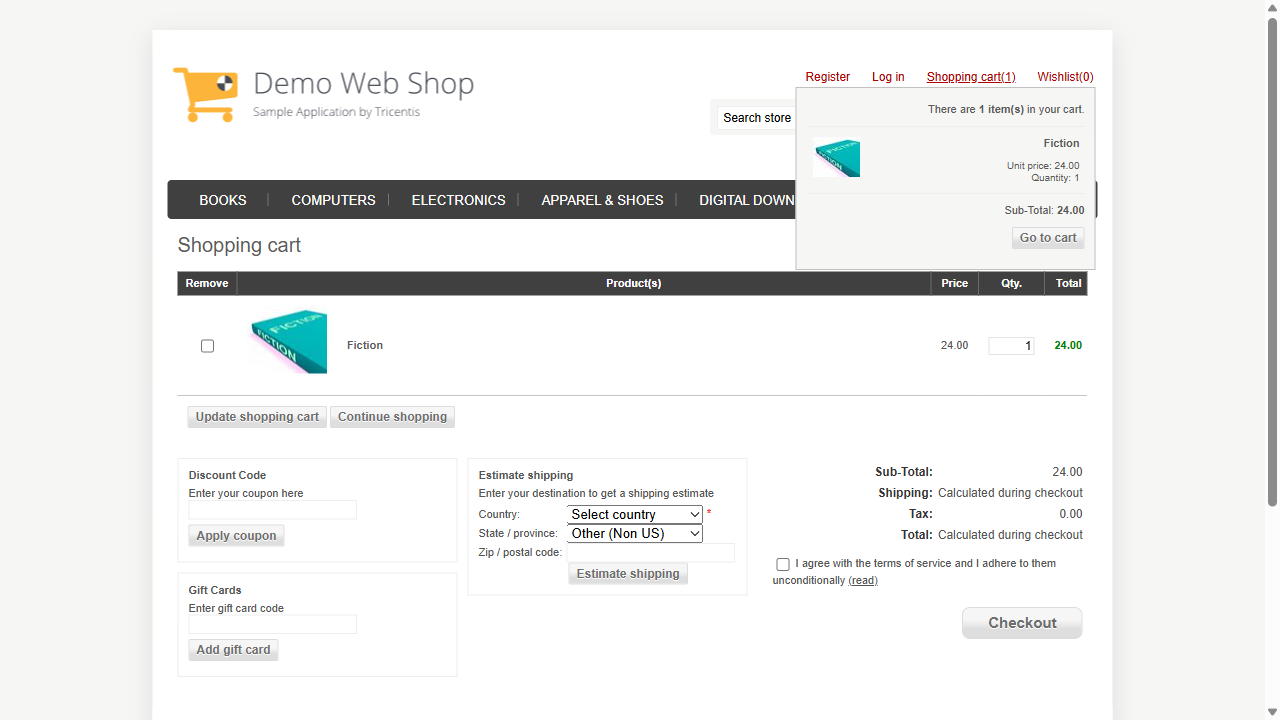 Demo Web Shop
Sample Application by Tricentis
Register Log in Shopping cart(1) Wishlist(0)
Search store
There are 1 item(s) in your cart.
FICTION
FICTION
Fiction
Unit price: 24.00
Quantity: 1
Sub-Total: 24.00
Go to cart
BOOKS COMPUTERS ELECTRONICS APPAREL & SHOES DIGITAL DOWN
Shopping cart
Remove Product(s) Price Qty. Total
FICTION
FICTION
Fiction 24.00 1 24.00
Update shopping cart Continue shopping
Discount Code
Enter your coupon here
Apply coupon
Gift Cards
Enter gift card code
Add gift card
Estimate shipping
Enter your destination to get a shipping estimate
Country: Select country *
State / province: Other (Non US)
Zip / postal code:
Estimate shipping
Sub-Total: 24.00
Shipping: Calculated during checkout
Tax: 0.00
Total: Calculated during checkout
I agree with the terms of service and I adhere to them
unconditionally (read)
Checkout